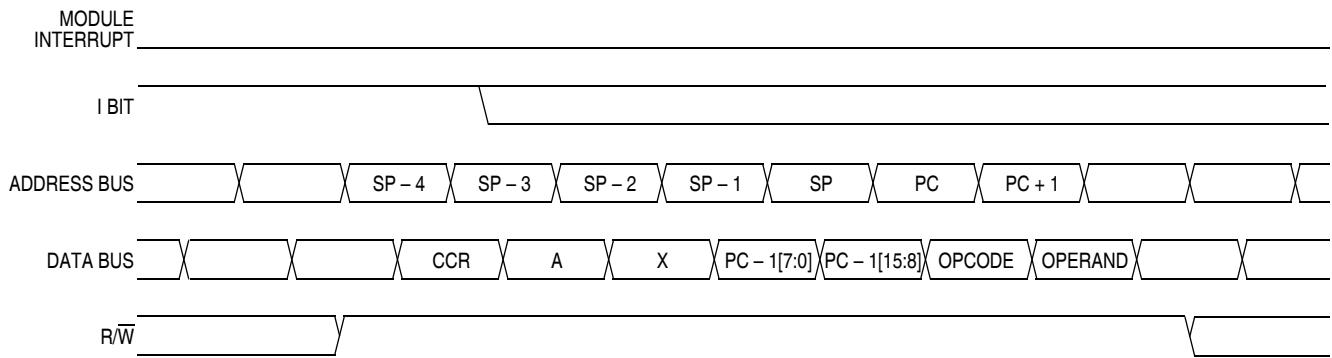 MODULE
INTERRUPT
I BIT
ADDRESS BUS SP – 4 SP – 3 SP – 2 SP – 1 SP PC PC + 1
DATA BUS CCR A X PC – 1[7:0] PC – 1[15:8] OPCODE OPERAND
R/W̅